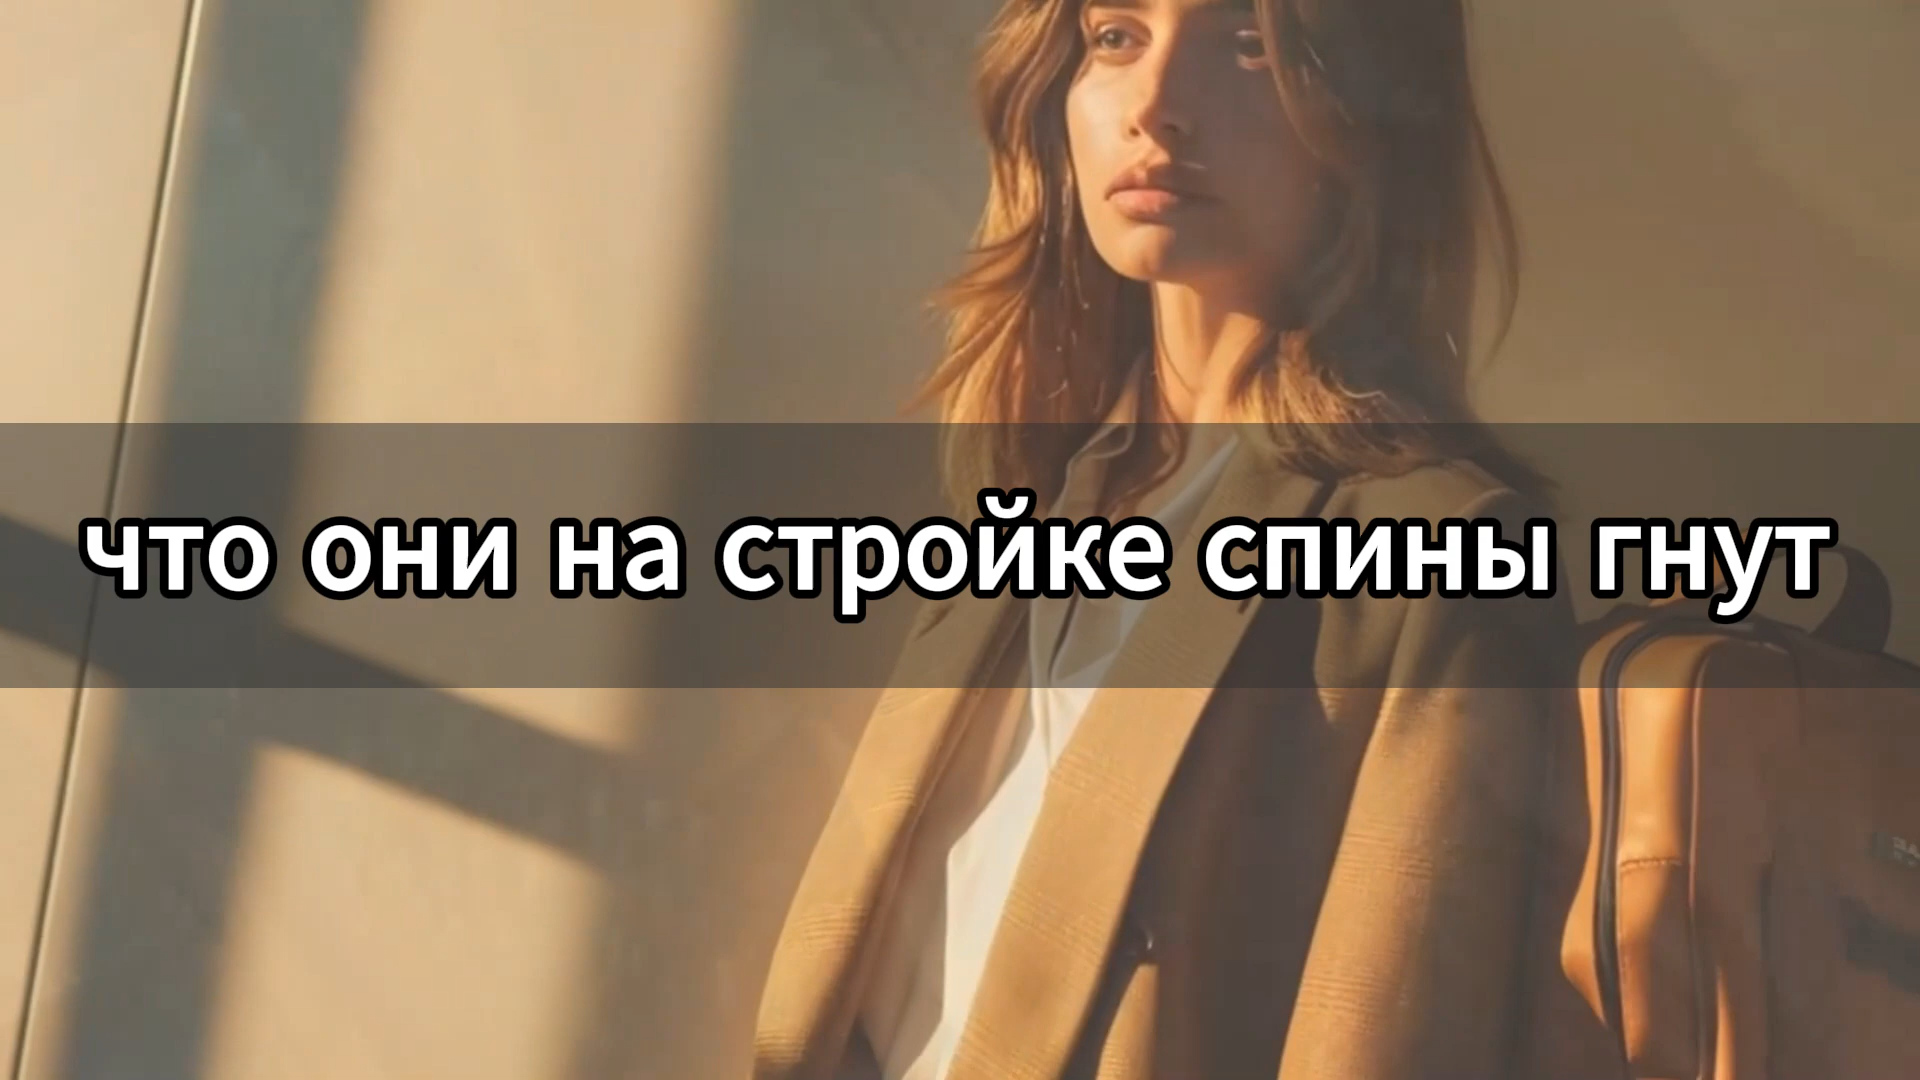 что они на стройке спины гнут